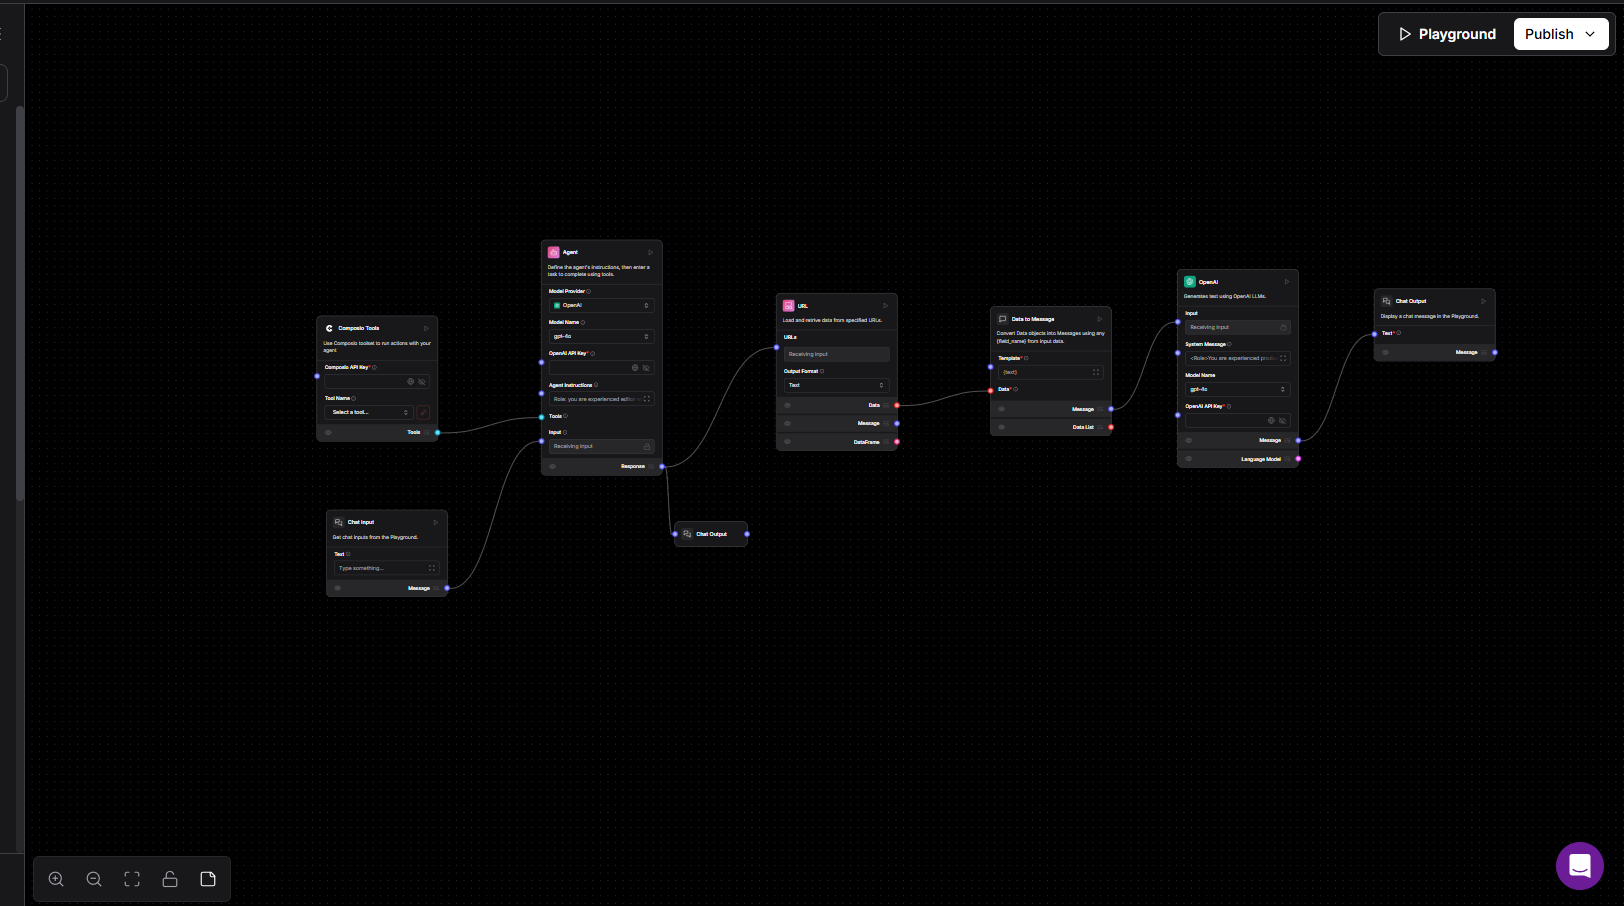 Playground
Publish
Composio Tools
Use Composio toolset to run actions with your
agent
Composio API Key*
Tool Name
Select a tool...
Tools
Chat Input
Get chat inputs from the Playground.
Text
Type something...
Message
Agent
Define the agent's instructions, then enter a
task to complete using tools.
Model Provider
OpenAI
Model Name
gpt-4o
OpenAI API Key*
Agent Instructions
Role: you are experienced editor
Tools
Input
Receiving input
Response
Chat Output
URL
Load and retrive data from specified URLs.
URLs
Receiving input
Output Format
Text
Data
Message
DataFrame
Data to Message
Convert Data objects into Messages using any
{field_name} from input data.
Template*
{text}
Data*
Message
Data List
OpenAI
Generates text using OpenAI LLMs.
Input
Receiving input
System Message
<Role>You are experienced
Model Name
gpt-4o
OpenAI API Key*
Message
Language Model
Chat Output
Display a chat message in the Playground.
Text*
Message